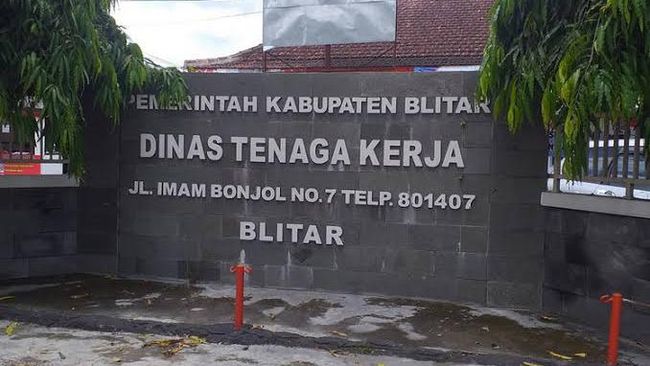 PEMERINTAH KABUPATEN BLITAR
DINAS TENAGA KERJA
JL. IMAM BONJOL NO.7 TELP. 801407
BLITAR